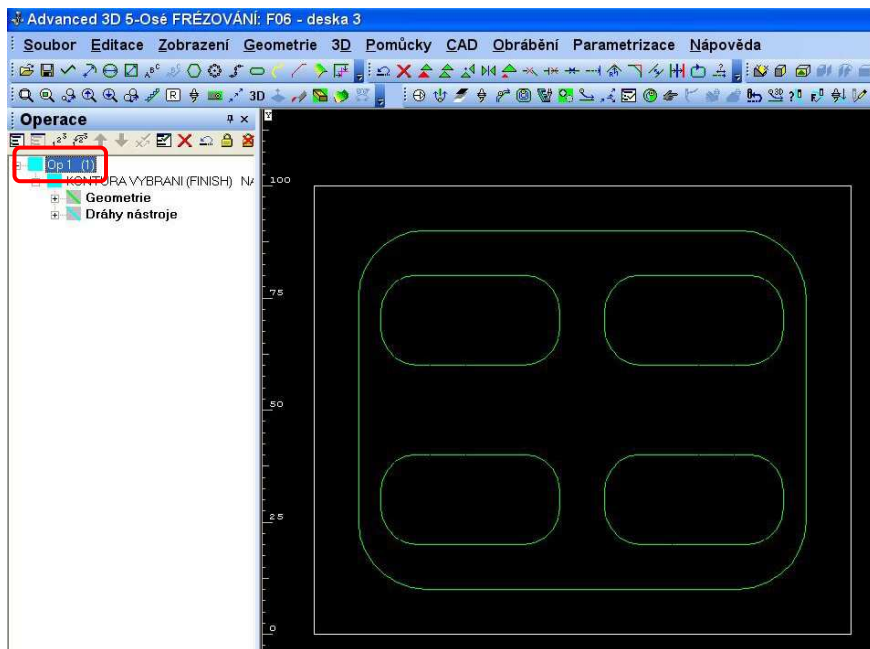 Advanced 3D 5-Osé FRÉZOVÁNÍ: F06 - deska 3
Soubor Editace Zobrazení Geometrie 3D Pomůcky CAD Obrábění Parametrizace Nápověda
3D
Operace
Op 1 (1)
KONTURA VYBRANI (FINISH)
Geometrie
Dráhy nástroje
Y
100
75
50
25
0